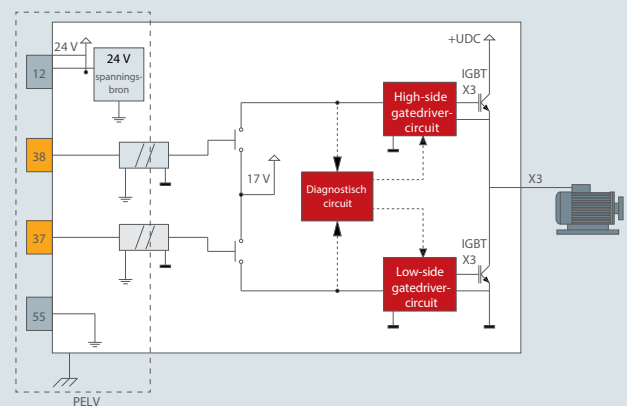 +UDC
24 V
24 V
spannings-
bron
12
IGBT
X3
High-side
gatedriver-
circuit
38
17 V
Diagnostisch
circuit
X3
37
IGBT
X3
Low-side
gatedriver-
circuit
55
PELV